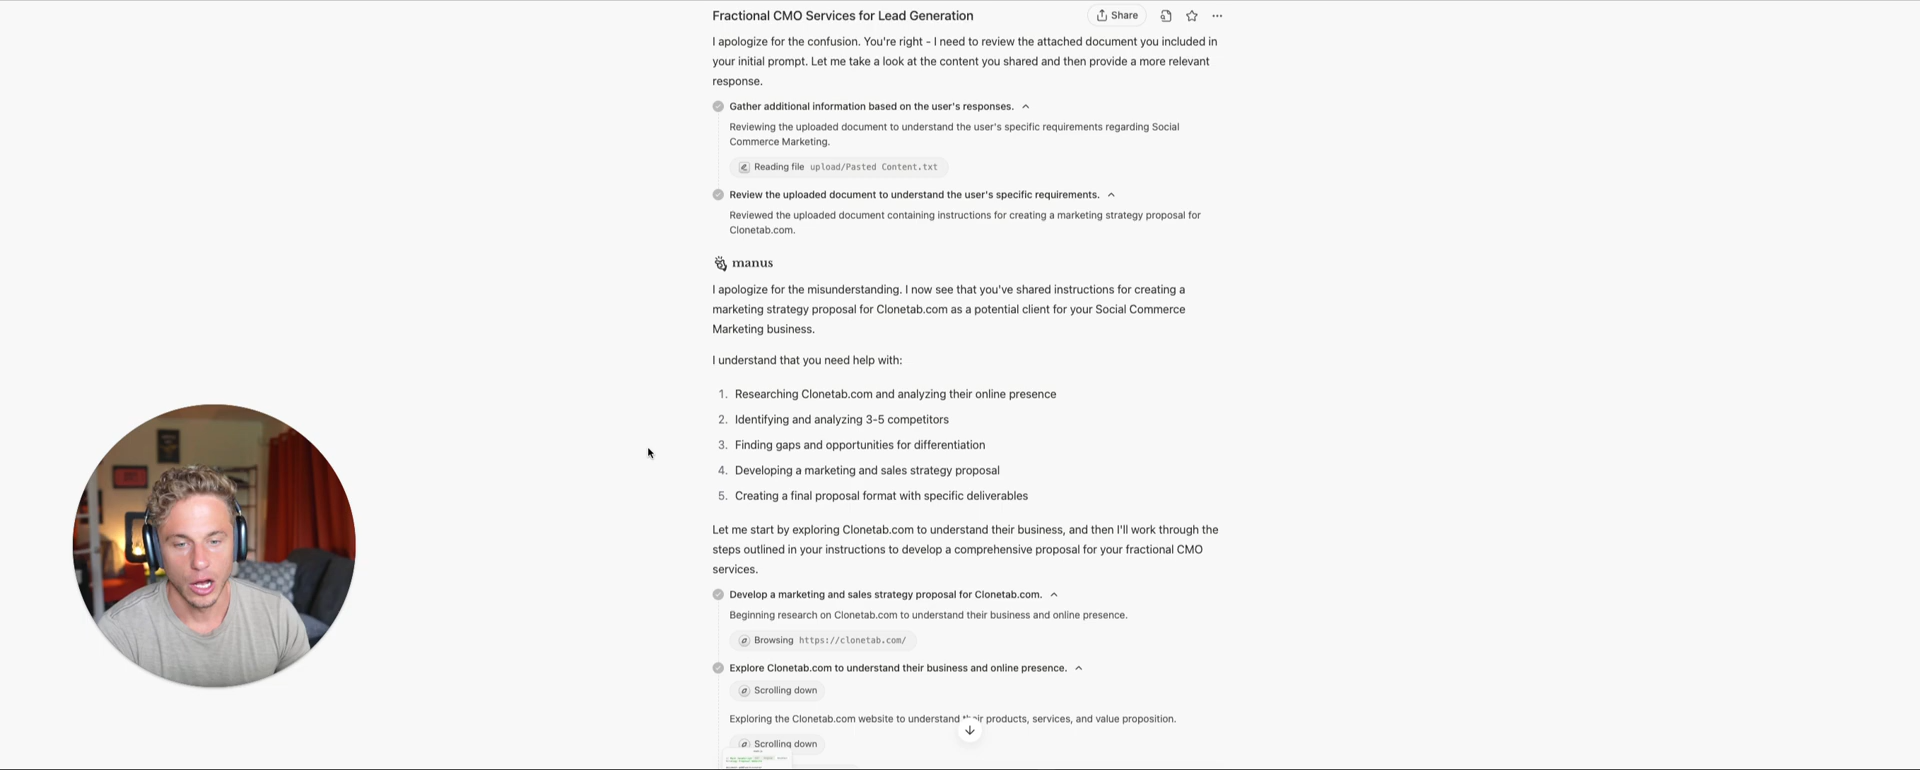 Fractional CMO Services for Lead Generation
Share
I apologize for the confusion. You're right - I need to review the attached document you included in
your initial prompt. Let me take a look at the content you shared and then provide a more relevant
response.
Gather additional information based on the user's responses.
Reviewing the uploaded document to understand the user's specific requirements regarding Social
Commerce Marketing.
Reading file upload/Pasted Content.txt
Review the uploaded document to understand the user's specific requirements.
Reviewed the uploaded document containing instructions for creating a marketing strategy proposal for
Clonetab.com.
manus
I apologize for the misunderstanding. I now see that you've shared instructions for creating a
marketing strategy proposal for Clonetab.com as a potential client for your Social Commerce
Marketing business.
I understand that you need help with:
1. Researching Clonetab.com and analyzing their online presence
2. Identifying and analyzing 3-5 competitors
3. Finding gaps and opportunities for differentiation
4. Developing a marketing and sales strategy proposal
5. Creating a final proposal format with specific deliverables
Let me start by exploring Clonetab.com to understand their business, and then I'll work through the
steps outlined in your instructions to develop a comprehensive proposal for your fractional CMO
services.
Develop a marketing and sales strategy proposal for Clonetab.com.
Beginning research on Clonetab.com to understand their business and online presence.
Browsing https://clonetab.com/
Explore Clonetab.com to understand their business and online presence.
Scrolling down
Exploring the Clonetab.com website to understand their products, services, and value proposition.
Scrolling down